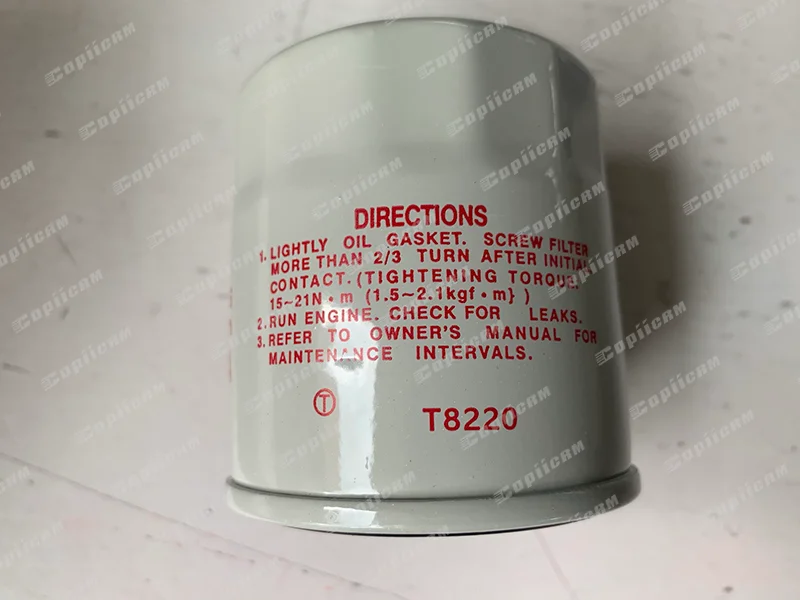 DIRECTIONS
1. LIGHTLY OIL GASKET. SCREW FILTER
MORE THAN 2/3 TURN AFTER INITIAL
CONTACT. (TIGHTENING TORQUE:
15~21N·m {1.5~2.1kgf·m} )
2. RUN ENGINE. CHECK FOR LEAKS.
3. REFER TO OWNER'S MANUAL FOR
MAINTENANCE INTERVALS.
T T8220
Copiicam